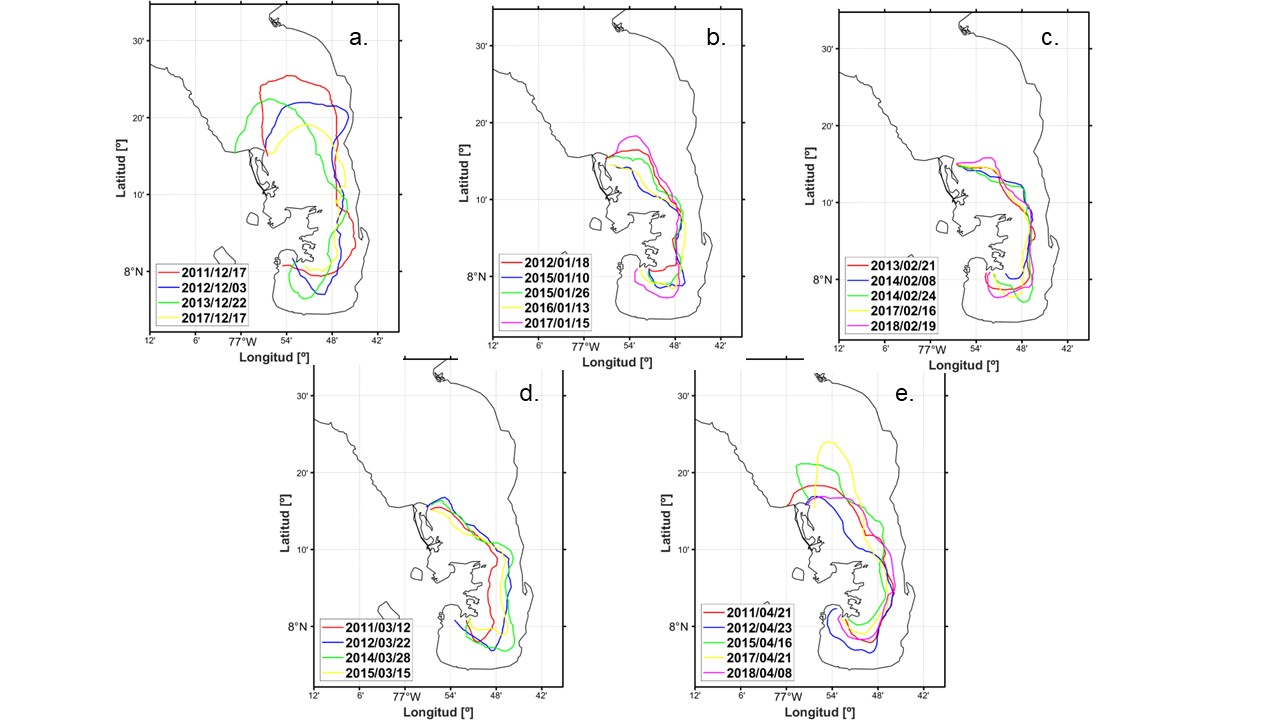 a.
30'
20'
10'
8°N
Latitud [º]
2011/12/17
2012/12/03
2013/12/22
2017/12/17
12' 6' 77°W 54' 48' 42'
Longitud [º]
b.
30'
20'
10'
8°N
Latitud [º]
2012/01/18
2015/01/10
2015/01/26
2016/01/13
2017/01/15
12' 6' 77°W 54' 48' 42'
Longitud [º]
c.
30'
20'
10'
8°N
Latitud [º]
2013/02/21
2014/02/08
2014/02/24
2017/02/16
2018/02/19
12' 6' 77°W 54' 48' 42'
Longitud [º]
d.
30'
20'
10'
8°N
Latitud [º]
2011/03/12
2012/03/22
2014/03/28
2015/03/15
12' 6' 77°W 54' 48' 42'
Longitud [º]
e.
30'
20'
10'
8°N
Latitud [º]
2011/04/21
2012/04/23
2015/04/16
2017/04/21
2018/04/08
12' 6' 77°W 54' 48' 42'
Longitud [º]